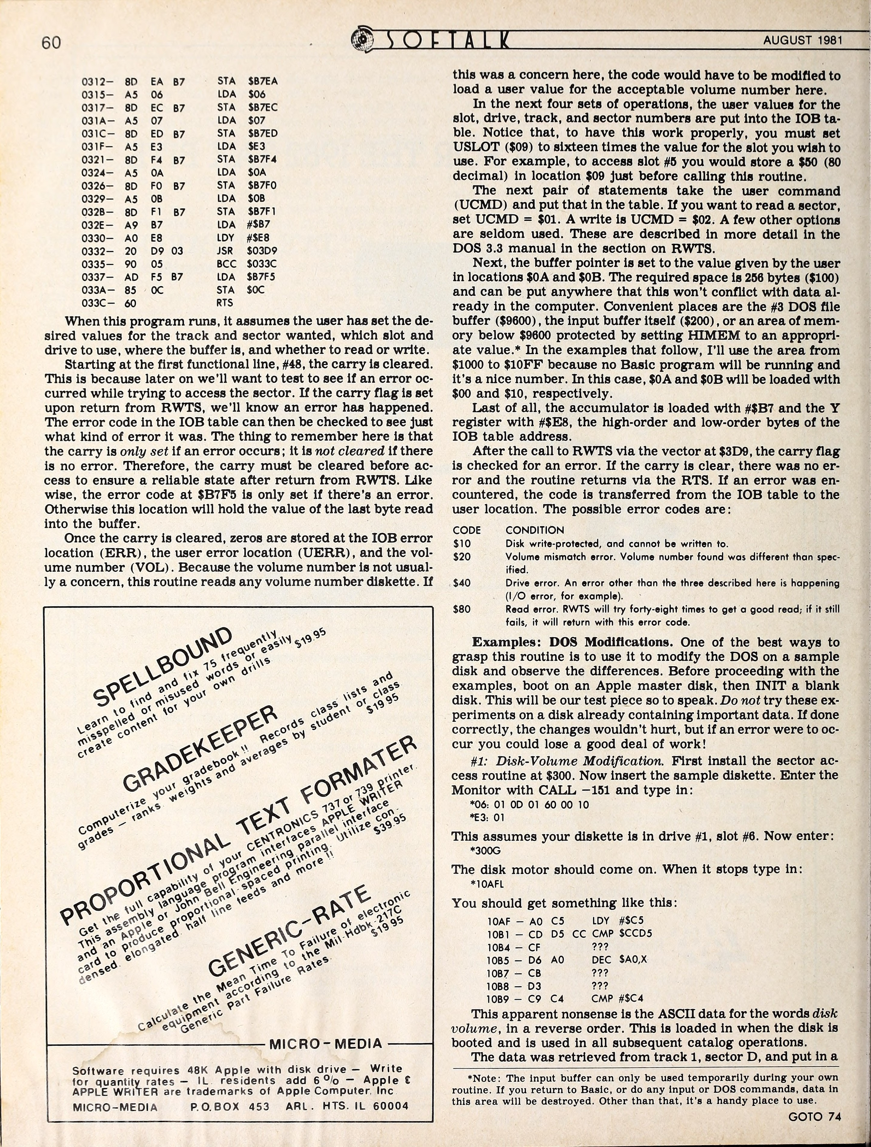 60
SOFTALK
AUGUST 1981
0312- 8D EA B7 STA $B7EA
0315- A5 06 LDA $06
0317- 8D EC B7 STA $B7EC
031A- A5 07 LDA $07
031C- 8D ED B7 STA $B7ED
031F- A5 E3 LDA $E3
0321- 8D F4 B7 STA $B7F4
0324- A5 0A LDA $0A
0326- 8D F0 B7 STA $B7F0
0329- A5 0B LDA $0B
032B- 8D F1 B7 STA $B7F1
032E- A9 B7 LDA #$B7
0330- A0 E8 LDY #$E8
0332- 20 D9 03 JSR $03D9
0335- 90 05 BCC $033C
0337- AD F5 B7 LDA $B7F5
033A- 85 0C STA $0C
033C- 60 RTS
When this program runs, it assumes the user has set the de-
sired values for the track and sector wanted, which slot and
drive to use, where the buffer is, and whether to read or write.
Starting at the first functional line, #48, the carry is cleared.
This is because later on we'll want to test to see if an error oc-
curred while trying to access the sector. If the carry flag is set
upon return from RWTS, we'll know an error has happened.
The error code in the IOB table can then be checked to see just
what kind of error it was. The thing to remember here is that
the carry is only set if an error occurs; it is not cleared if there
is no error. Therefore, the carry must be cleared before ac-
cess to ensure a reliable state after return from RWTS. Like
wise, the error code at $B7F5 is only set if there's an error.
Otherwise this location will hold the value of the last byte read
into the buffer.
Once the carry is cleared, zeros are stored at the IOB error
location (ERR), the user error location (UERR), and the vol-
ume number (VOL). Because the volume number is not usual-
ly a concern, this routine reads any volume number diskette. If
SPELLBOUND
Learn to find and fix 75 frequently
misspelled or misused words or easily
create content for your own drills $19.95
GRADEKEEPER
Computerize your gradebook!! Records class lists and
grades — ranks weights and averages by student or class
$19.95
PROPORTIONAL TEXT FORMATER
Get the full capability of your CENTRONICS 737 or 739 printer.
This assembly language program interfaces APPLE WRITER
and an Apple or John Bell Engineering parallel interface
card to produce proportional spaced printing. Utilize con-
densed, elongated, half line feeds and more!! $39.95
GENERIC-RATE
Calculate the Mean Time To Failure of electronic
equipment according to the Mil-Hdbk-217C
Generic Part Failure Rates. $19.95
MICRO-MEDIA
Software requires 48K Apple with disk drive — Write
for quantity rates — IL residents add 6% — Apple &
APPLE WRITER are trademarks of Apple Computer, Inc
MICRO-MEDIA P.O. BOX 453 ARL. HTS. IL 60004
this was a concern here, the code would have to be modified to
load a user value for the acceptable volume number here.
In the next four sets of operations, the user values for the
slot, drive, track, and sector numbers are put into the IOB ta-
ble. Notice that, to have this work properly, you must set
USLOT ($09) to sixteen times the value for the slot you wish to
use. For example, to access slot #5 you would store a $50 (80
decimal) in location $09 just before calling this routine.
The next pair of statements take the user command
(UCMD) and put that in the table. If you want to read a sector,
set UCMD = $01. A write is UCMD = $02. A few other options
are seldom used. These are described in more detail in the
DOS 3.3 manual in the section on RWTS.
Next, the buffer pointer is set to the value given by the user
in locations $0A and $0B. The required space is 256 bytes ($100)
and can be put anywhere that this won't conflict with data al-
ready in the computer. Convenient places are the #3 DOS file
buffer ($9600), the input buffer itself ($200), or an area of mem-
ory below $9600 protected by setting HIMEM to an appropri-
ate value.* In the examples that follow, I'll use the area from
$1000 to $10FF because no Basic program will be running and
it's a nice number. In this case, $0A and $0B will be loaded with
$00 and $10, respectively.
Last of all, the accumulator is loaded with #$B7 and the Y
register with #$E8, the high-order and low-order bytes of the
IOB table address.
After the call to RWTS via the vector at $3D9, the carry flag
is checked for an error. If the carry is clear, there was no er-
ror and the routine returns via the RTS. If an error was en-
countered, the code is transferred from the IOB table to the
user location. The possible error codes are:
CODE CONDITION
$10 Disk write-protected, and cannot be written to.
$20 Volume mismatch error. Volume number found was different than spec-
ified.
$40 Drive error. An error other than the three described here is happening
(I/O error, for example).
$80 Read error. RWTS will try forty-eight times to get a good read; if it still
fails, it will return with this error code.
Examples: DOS Modifications. One of the best ways to
grasp this routine is to use it to modify the DOS on a sample
disk and observe the differences. Before proceeding with the
examples, boot on an Apple master disk, then INIT a blank
disk. This will be our test piece so to speak. Do not try these ex-
periments on a disk already containing important data. If done
correctly, the changes wouldn't hurt, but if an error were to oc-
cur you could lose a good deal of work!
#1: Disk-Volume Modification. First install the sector ac-
cess routine at $300. Now insert the sample diskette. Enter the
Monitor with CALL -151 and type in:
*06: 01 0D 01 60 00 10
*E3: 01
This assumes your diskette is in drive #1, slot #6. Now enter:
*300G
The disk motor should come on. When it stops type in:
*10AFL
You should get something like this:
10AF - A0 C5 LDY #$C5
10B1 - CD D5 CC CMP $CCD5
10B4 - CF ???
10B5 - D6 A0 DEC $A0,X
10B7 - CB ???
10B8 - D3 ???
10B9 - C9 C4 CMP #$C4
This apparent nonsense is the ASCII data for the words disk
volume, in a reverse order. This is loaded in when the disk is
booted and is used in all subsequent catalog operations.
The data was retrieved from track 1, sector D, and put in a
*Note: The input buffer can only be used temporarily during your own
routine. If you return to Basic, or do any input or DOS commands, data in
this area will be destroyed. Other than that, it's a handy place to use.
GOTO 74